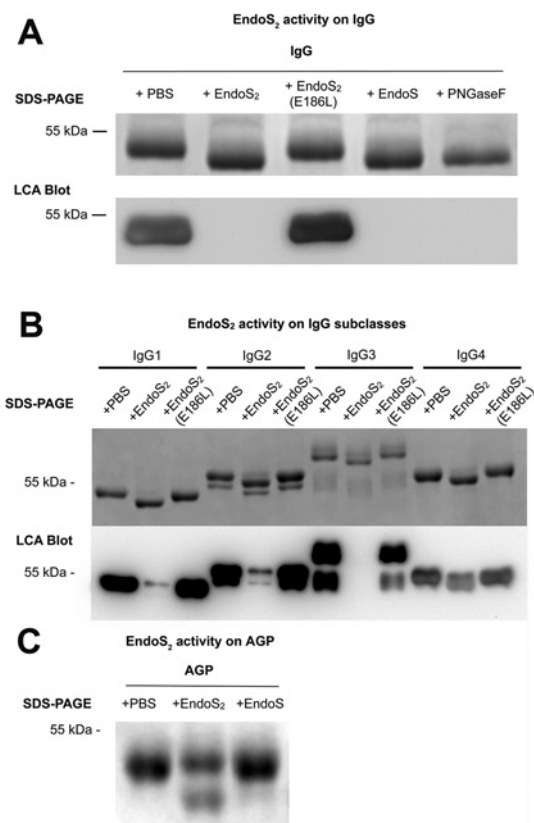 A
EndoS₂ activity on IgG
IgG
SDS-PAGE
+ PBS + EndoS₂ + EndoS₂ (E186L) + EndoS + PNGaseF
55 kDa
LCA Blot
55 kDa
B
EndoS₂ activity on IgG subclasses
IgG1 IgG2 IgG3 IgG4
SDS-PAGE
+PBS +EndoS₂ +EndoS₂ (E186L) +PBS +EndoS₂ +EndoS₂ (E186L) +PBS +EndoS₂ +EndoS₂ (E186L) +PBS +EndoS₂ +EndoS₂ (E186L)
55 kDa -
LCA Blot
55 kDa -
C
EndoS₂ activity on AGP
AGP
SDS-PAGE +PBS +EndoS₂ +EndoS
55 kDa -